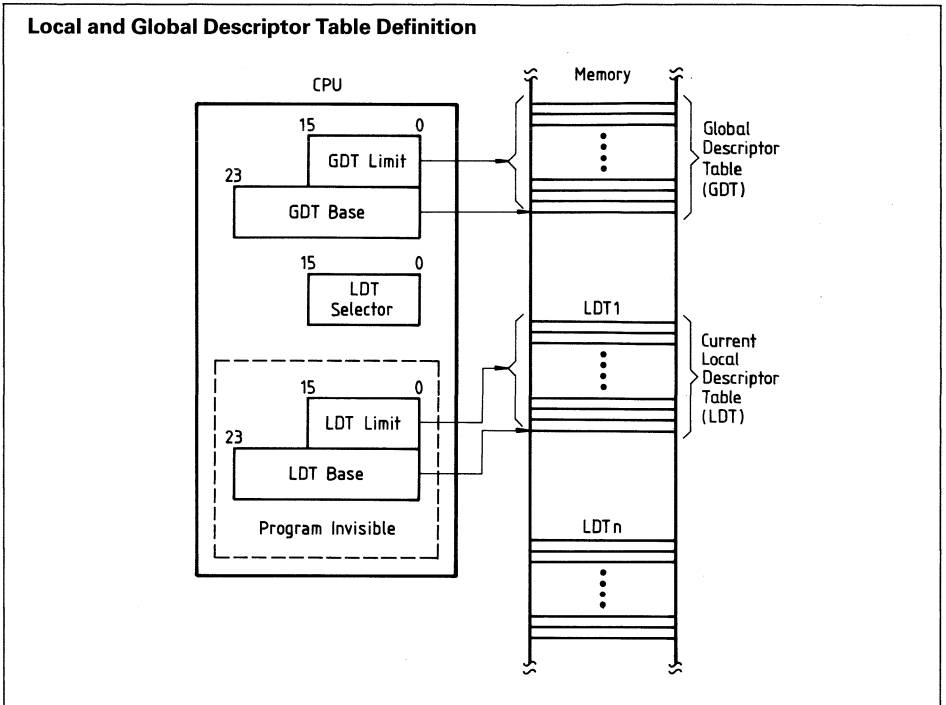 Local and Global Descriptor Table Definition
CPU
15 0
GDT Limit
23
GDT Base
15 0
LDT
Selector
15 0
LDT Limit
23
LDT Base
Program Invisible
Memory
Global
Descriptor
Table
(GDT)
LDT1
Current
Local
Descriptor
Table
(LDT)
LDTn